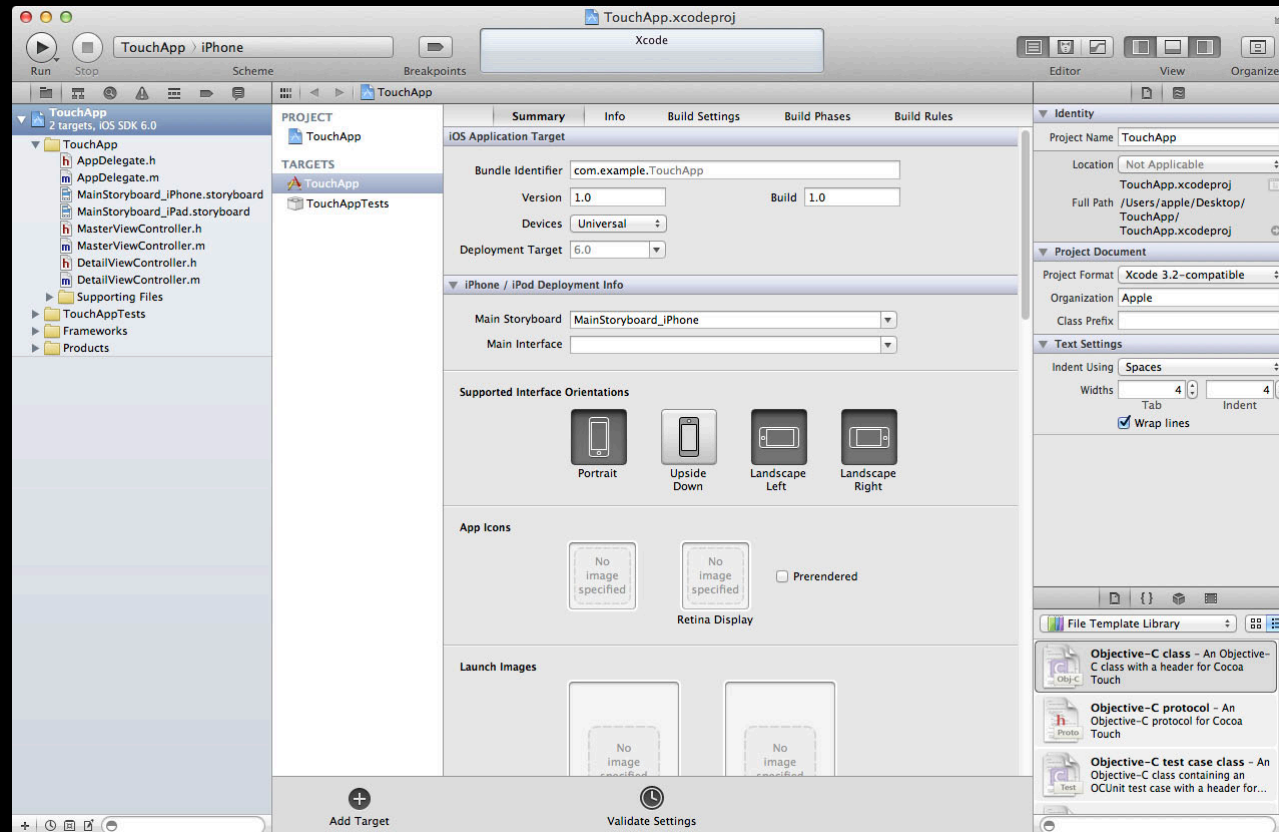 TouchApp.xcodeproj
TouchApp iPhone
Xcode
Run Stop Scheme Breakpoints Editor View Organize
TouchApp
TouchApp
2 targets, iOS SDK 6.0
TouchApp
AppDelegate.h
AppDelegate.m
MainStoryboard_iPhone.storyboard
MainStoryboard_iPad.storyboard
MasterViewController.h
MasterViewController.m
DetailViewController.h
DetailViewController.m
Supporting Files
TouchAppTests
Frameworks
Products
PROJECT
TouchApp
TARGETS
TouchApp
TouchAppTests
Summary Info Build Settings Build Phases Build Rules
iOS Application Target
Bundle Identifier com.example.TouchApp
Version 1.0 Build 1.0
Devices Universal
Deployment Target 6.0
iPhone / iPod Deployment Info
Main Storyboard MainStoryboard_iPhone
Main Interface
Supported Interface Orientations
Portrait
Upside
Down
Landscape
Left
Landscape
Right
App Icons
No
image
specified
No
image
specified
Prerendered
Retina Display
Launch Images
No
image
specified
No
image
specified
Add Target
Validate Settings
Identity
Project Name TouchApp
Location Not Applicable
TouchApp.xcodeproj
Full Path /Users/apple/Desktop/
TouchApp/
TouchApp.xcodeproj
Project Document
Project Format Xcode 3.2-compatible
Organization Apple
Class Prefix
Text Settings
Indent Using Spaces
Widths 4 4
Tab Indent
Wrap lines
{}
File Template Library
Objective-C class - An Objective-
C class with a header for Cocoa
Touch
Obj-C
Objective-C protocol - An
Objective-C protocol for Cocoa
Touch
Proto
Objective-C test case class - An
Objective-C class containing an
OCUnit test case with a header for...
Test